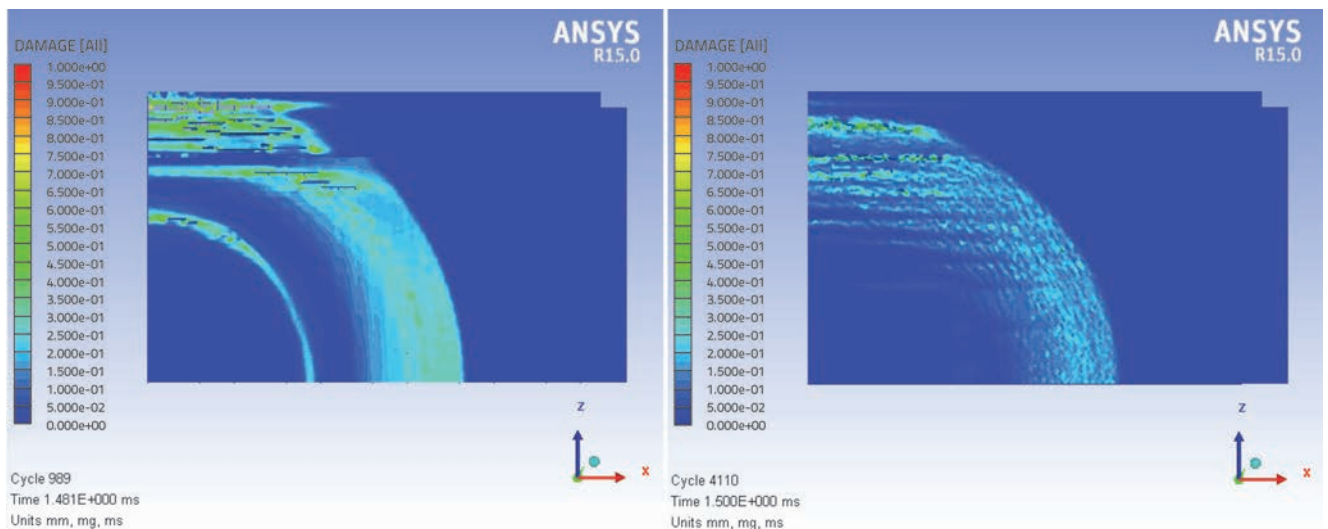 ANSYS
R15.0
DAMAGE [All]
1.000e+00
9.500e-01
9.000e-01
8.500e-01
8.000e-01
7.500e-01
7.000e-01
6.500e-01
6.000e-01
5.500e-01
5.000e-01
4.500e-01
4.000e-01
3.500e-01
3.000e-01
2.500e-01
2.000e-01
1.500e-01
1.000e-01
5.000e-02
0.000e+00
z
x
Cycle 989
Time 1.481E+000 ms
Units mm, mg, ms
ANSYS
R15.0
DAMAGE [All]
1.000e+00
9.500e-01
9.000e-01
8.500e-01
8.000e-01
7.500e-01
7.000e-01
6.500e-01
6.000e-01
5.500e-01
5.000e-01
4.500e-01
4.000e-01
3.500e-01
3.000e-01
2.500e-01
2.000e-01
1.500e-01
1.000e-01
5.000e-02
0.000e+00
z
x
Cycle 4110
Time 1.500E+000 ms
Units mm, mg, ms